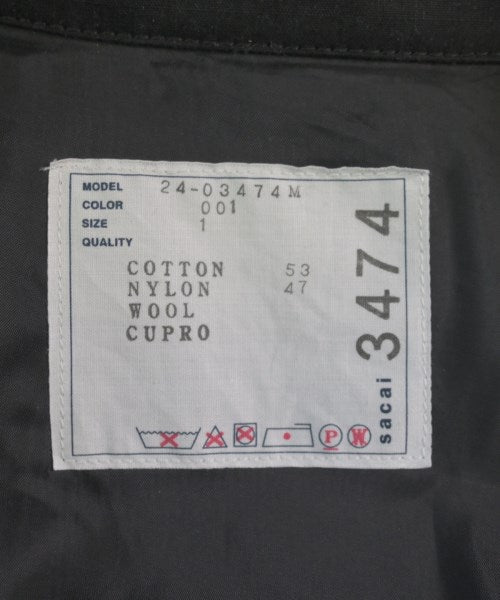 MODEL 24-03474M
COLOR 001
SIZE 1
QUALITY
COTTON 53
NYLON 47
WOOL
CUPRO
P
W
sacai 3474